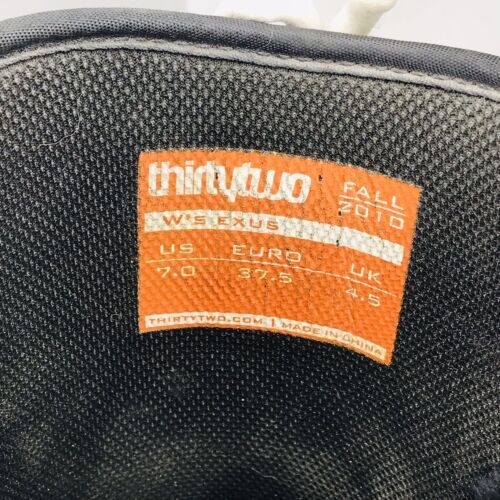 thirtytwo
FALL
2010
W's EXUS
US EURO UK
7.0 37.5 4.5
THIRTYTWO.COM | MADE IN CHINA